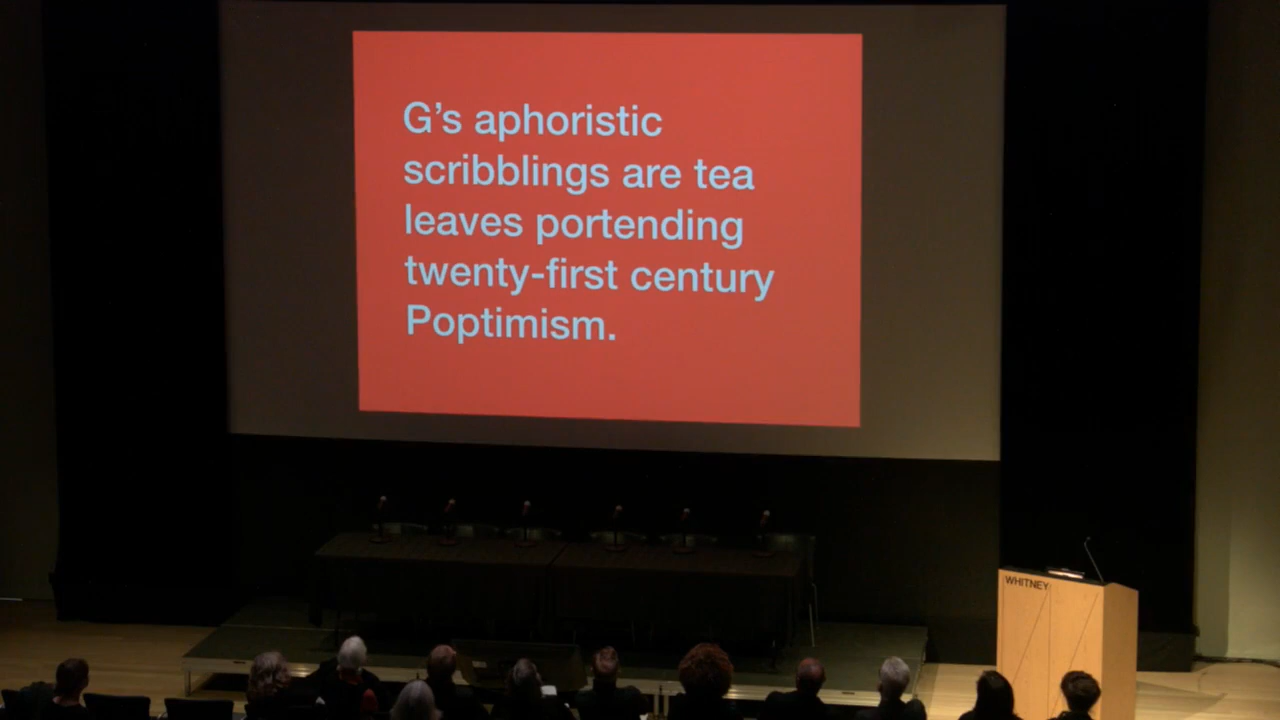 G’s aphoristic
scribblings are tea
leaves portending
twenty-first century
Poptimism.
WHITNEY